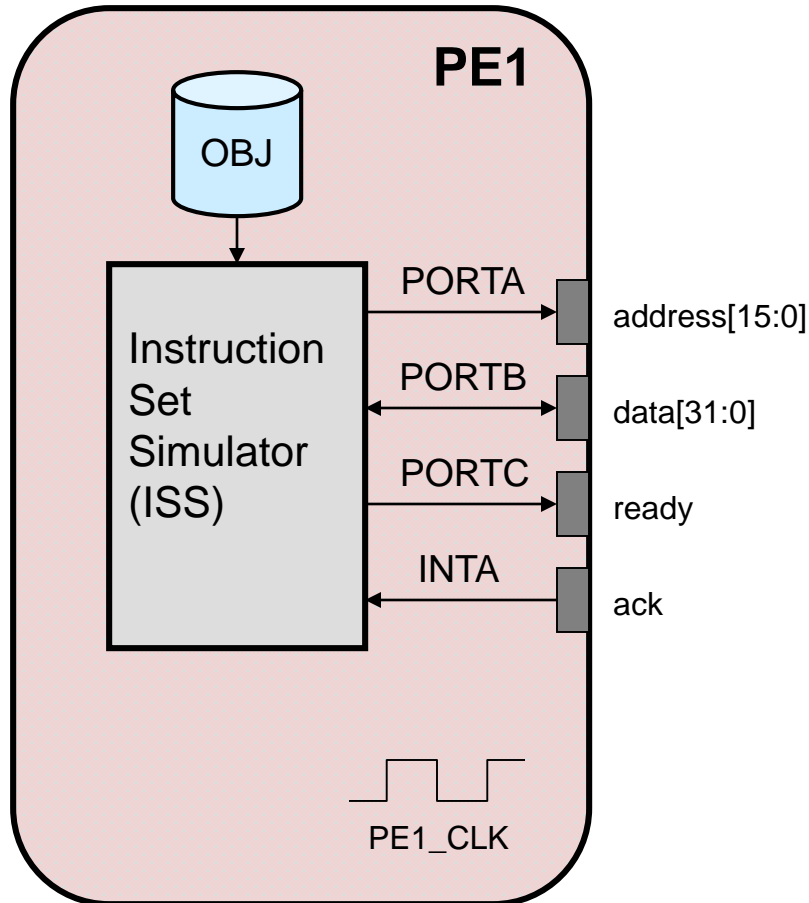 PE1
OBJ
PORTA
address[15:0]
Instruction
Set
Simulator
(ISS)
PORTB
data[31:0]
PORTC
ready
INTA
ack
PE1_CLK